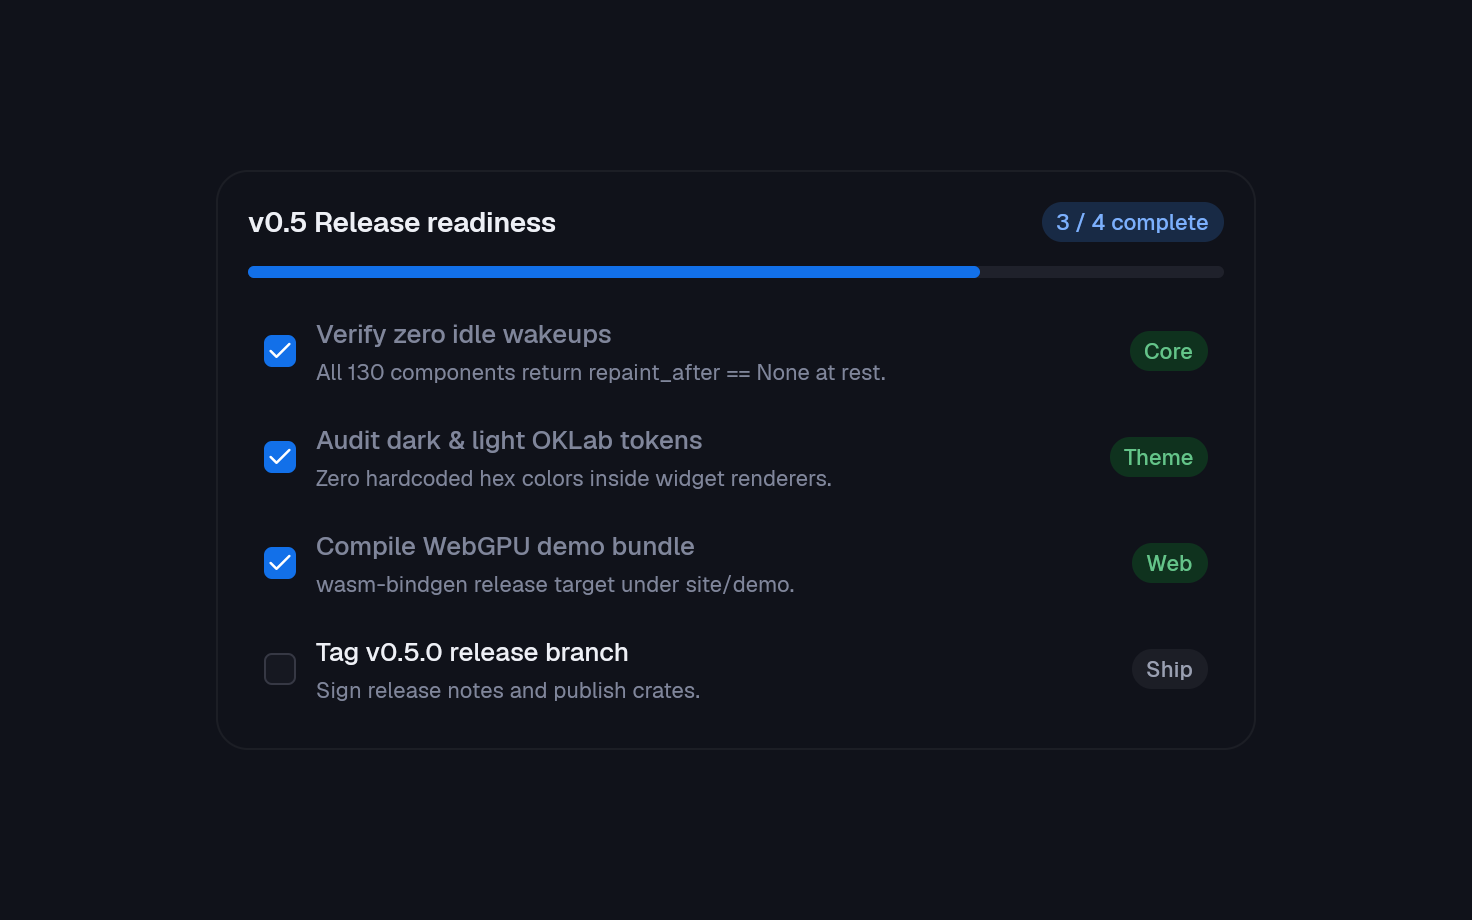 v0.5 Release readiness
3 / 4 complete
Verify zero idle wakeups
All 130 components return repaint_after == None at rest.
Core
Audit dark & light OKLab tokens
Zero hardcoded hex colors inside widget renderers.
Theme
Compile WebGPU demo bundle
wasm-bindgen release target under site/demo.
Web
Tag v0.5.0 release branch
Sign release notes and publish crates.
Ship